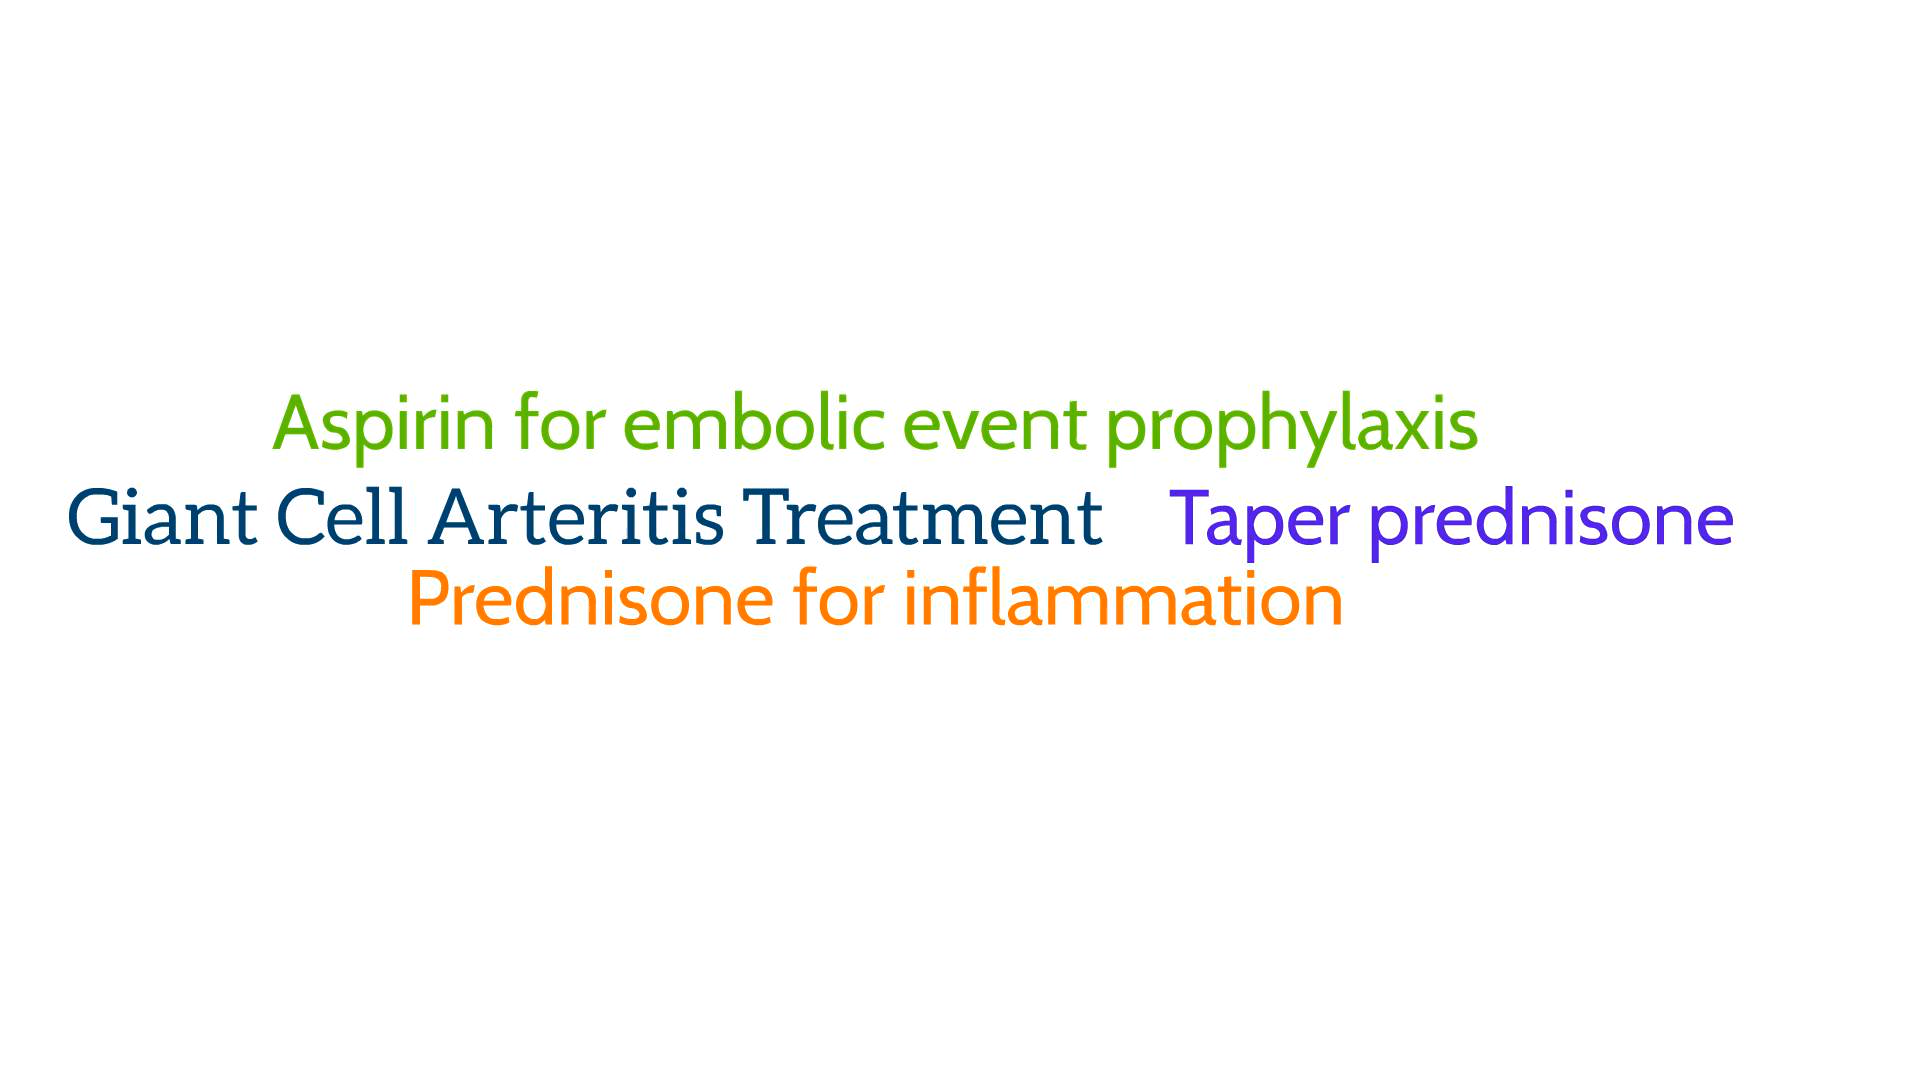 Aspirin for embolic event prophylaxis
Giant Cell Arteritis Treatment
Taper prednisone
Prednisone for inflammation